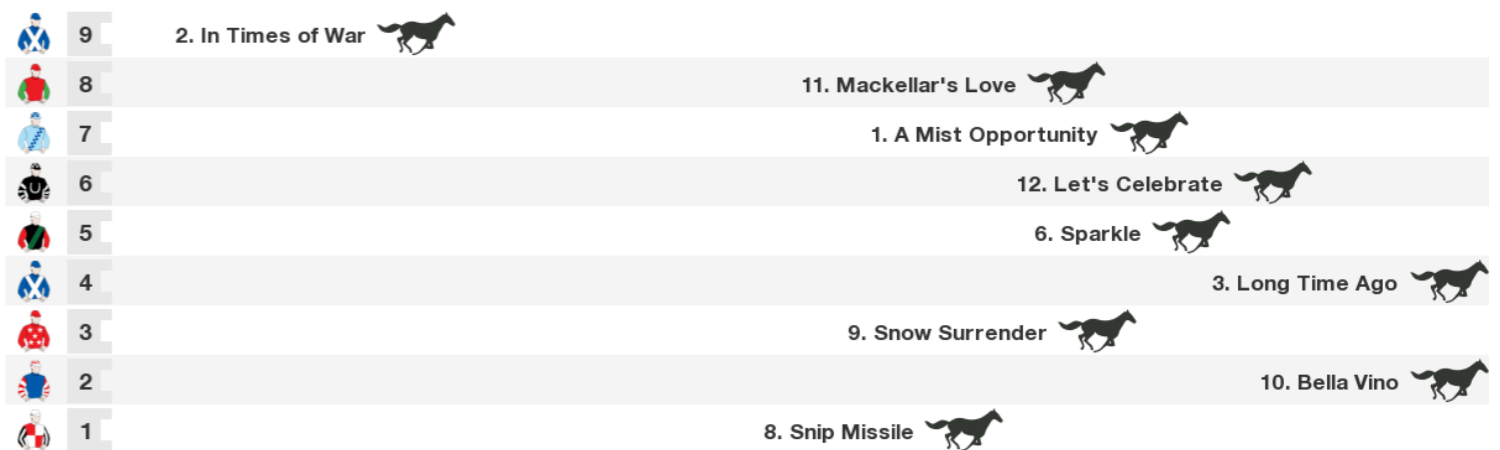 9 2. In Times of War
8 11. Mackellar's Love
7 1. A Mist Opportunity
6 12. Let's Celebrate
5 6. Sparkle
4 3. Long Time Ago
3 9. Snow Surrender
2 10. Bella Vino
1 8. Snip Missile